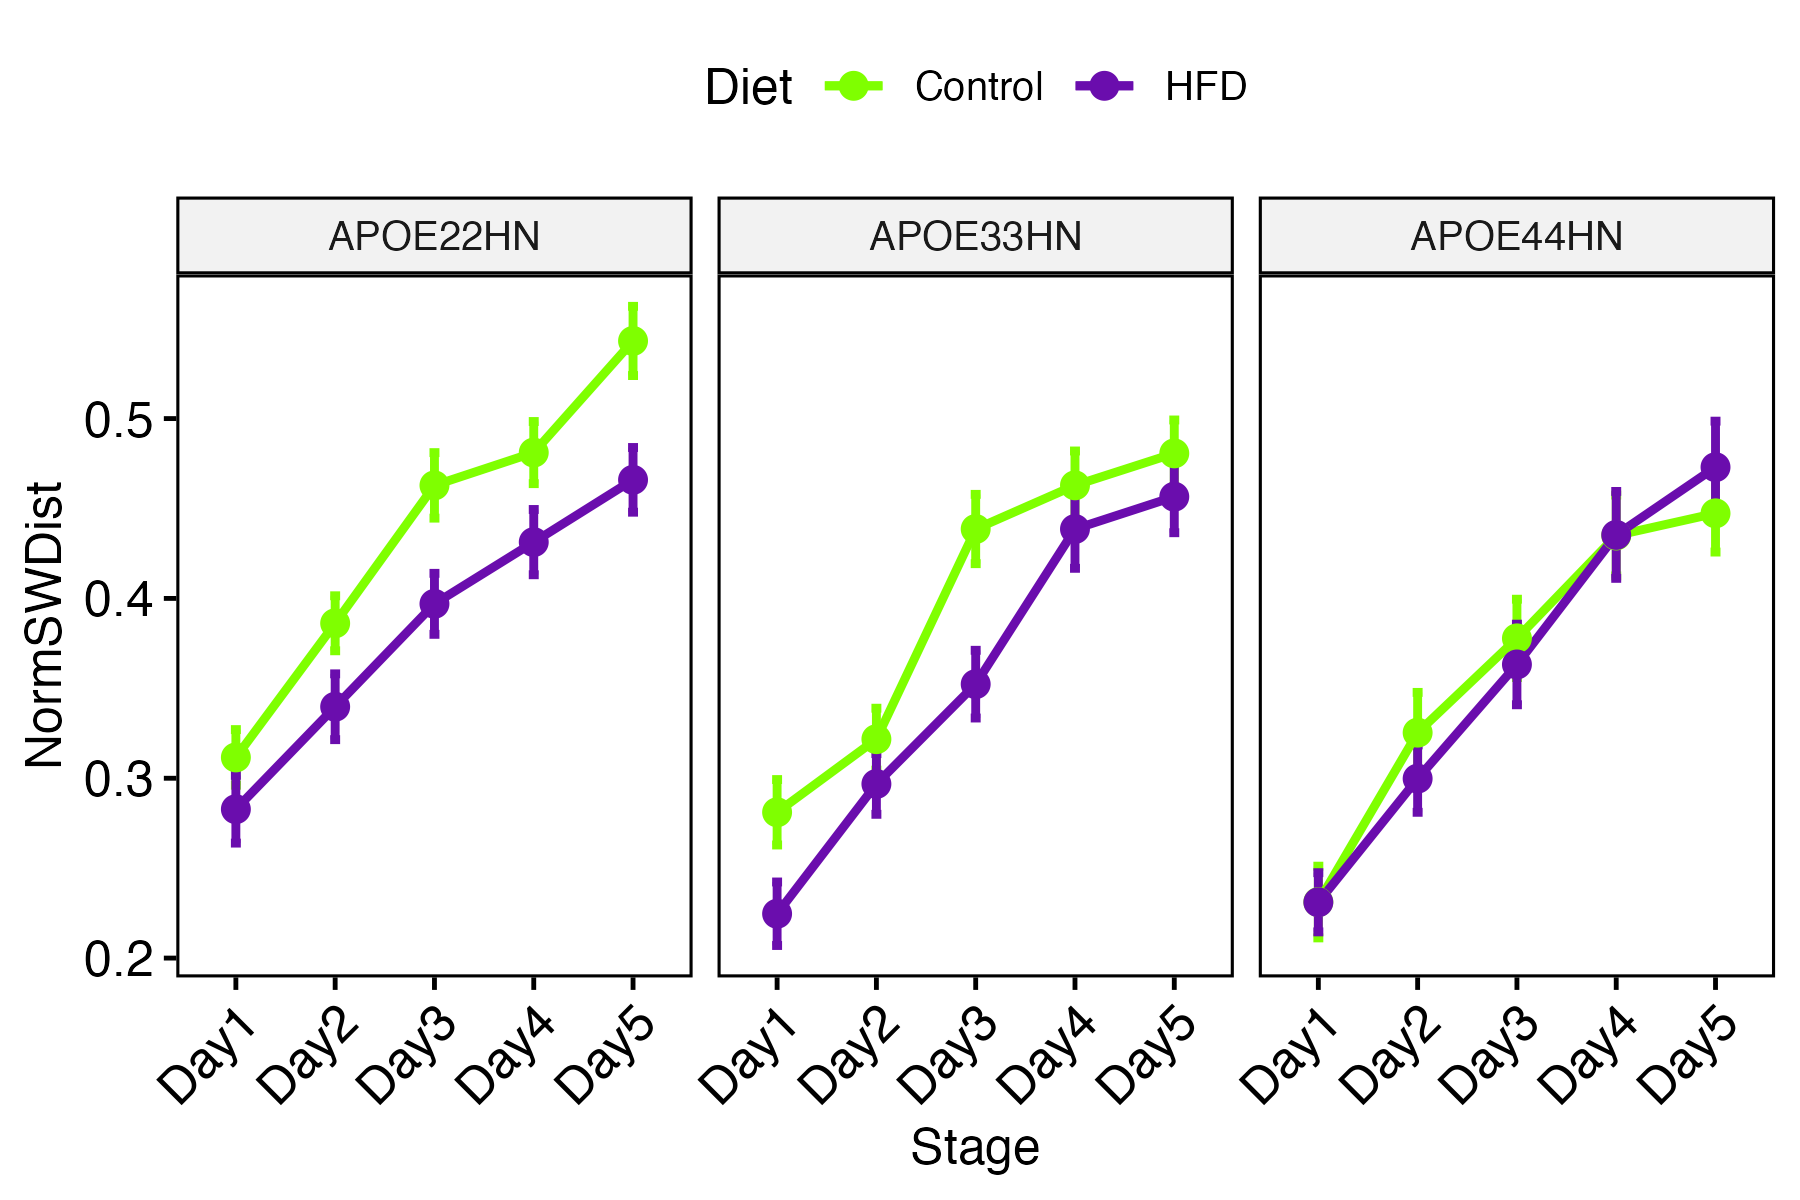 Diet Control HFD
APOE22HN APOE33HN APOE44HN
NormSWDist
0.5
0.4
0.3
0.2
Day1 Day2 Day3 Day4 Day5 Day1 Day2 Day3 Day4 Day5 Day1 Day2 Day3 Day4 Day5
Stage